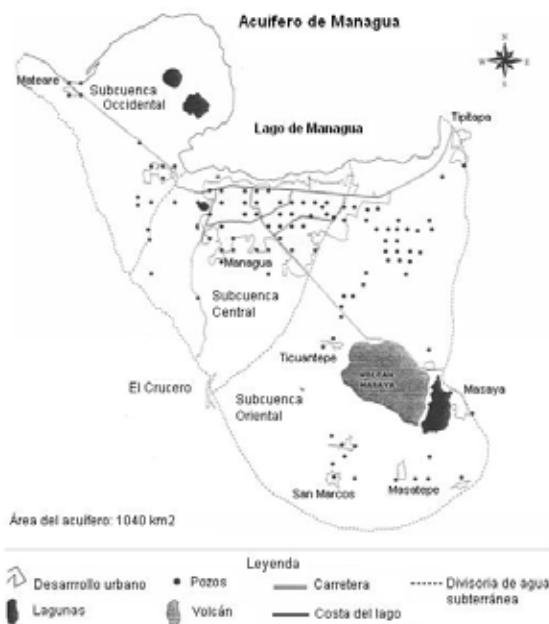 Acuífero de Managua
N
W
E
S
Mateare
Subcuenca
Occidental
Lago de Managua
Tipitapa
Managua
Subcuenca
Central
Ticuantepe
VOLCAN
MASAYA
El Crucero
Subcuenca
Oriental
Masaya
San Marcos
Masatepe
Área del acuífero: 1040 km2
Leyenda
Desarrollo urbano
Pozos
Carretera
Divisoria de agua
subterránea
Lagunas
Volcán
Costa del lago